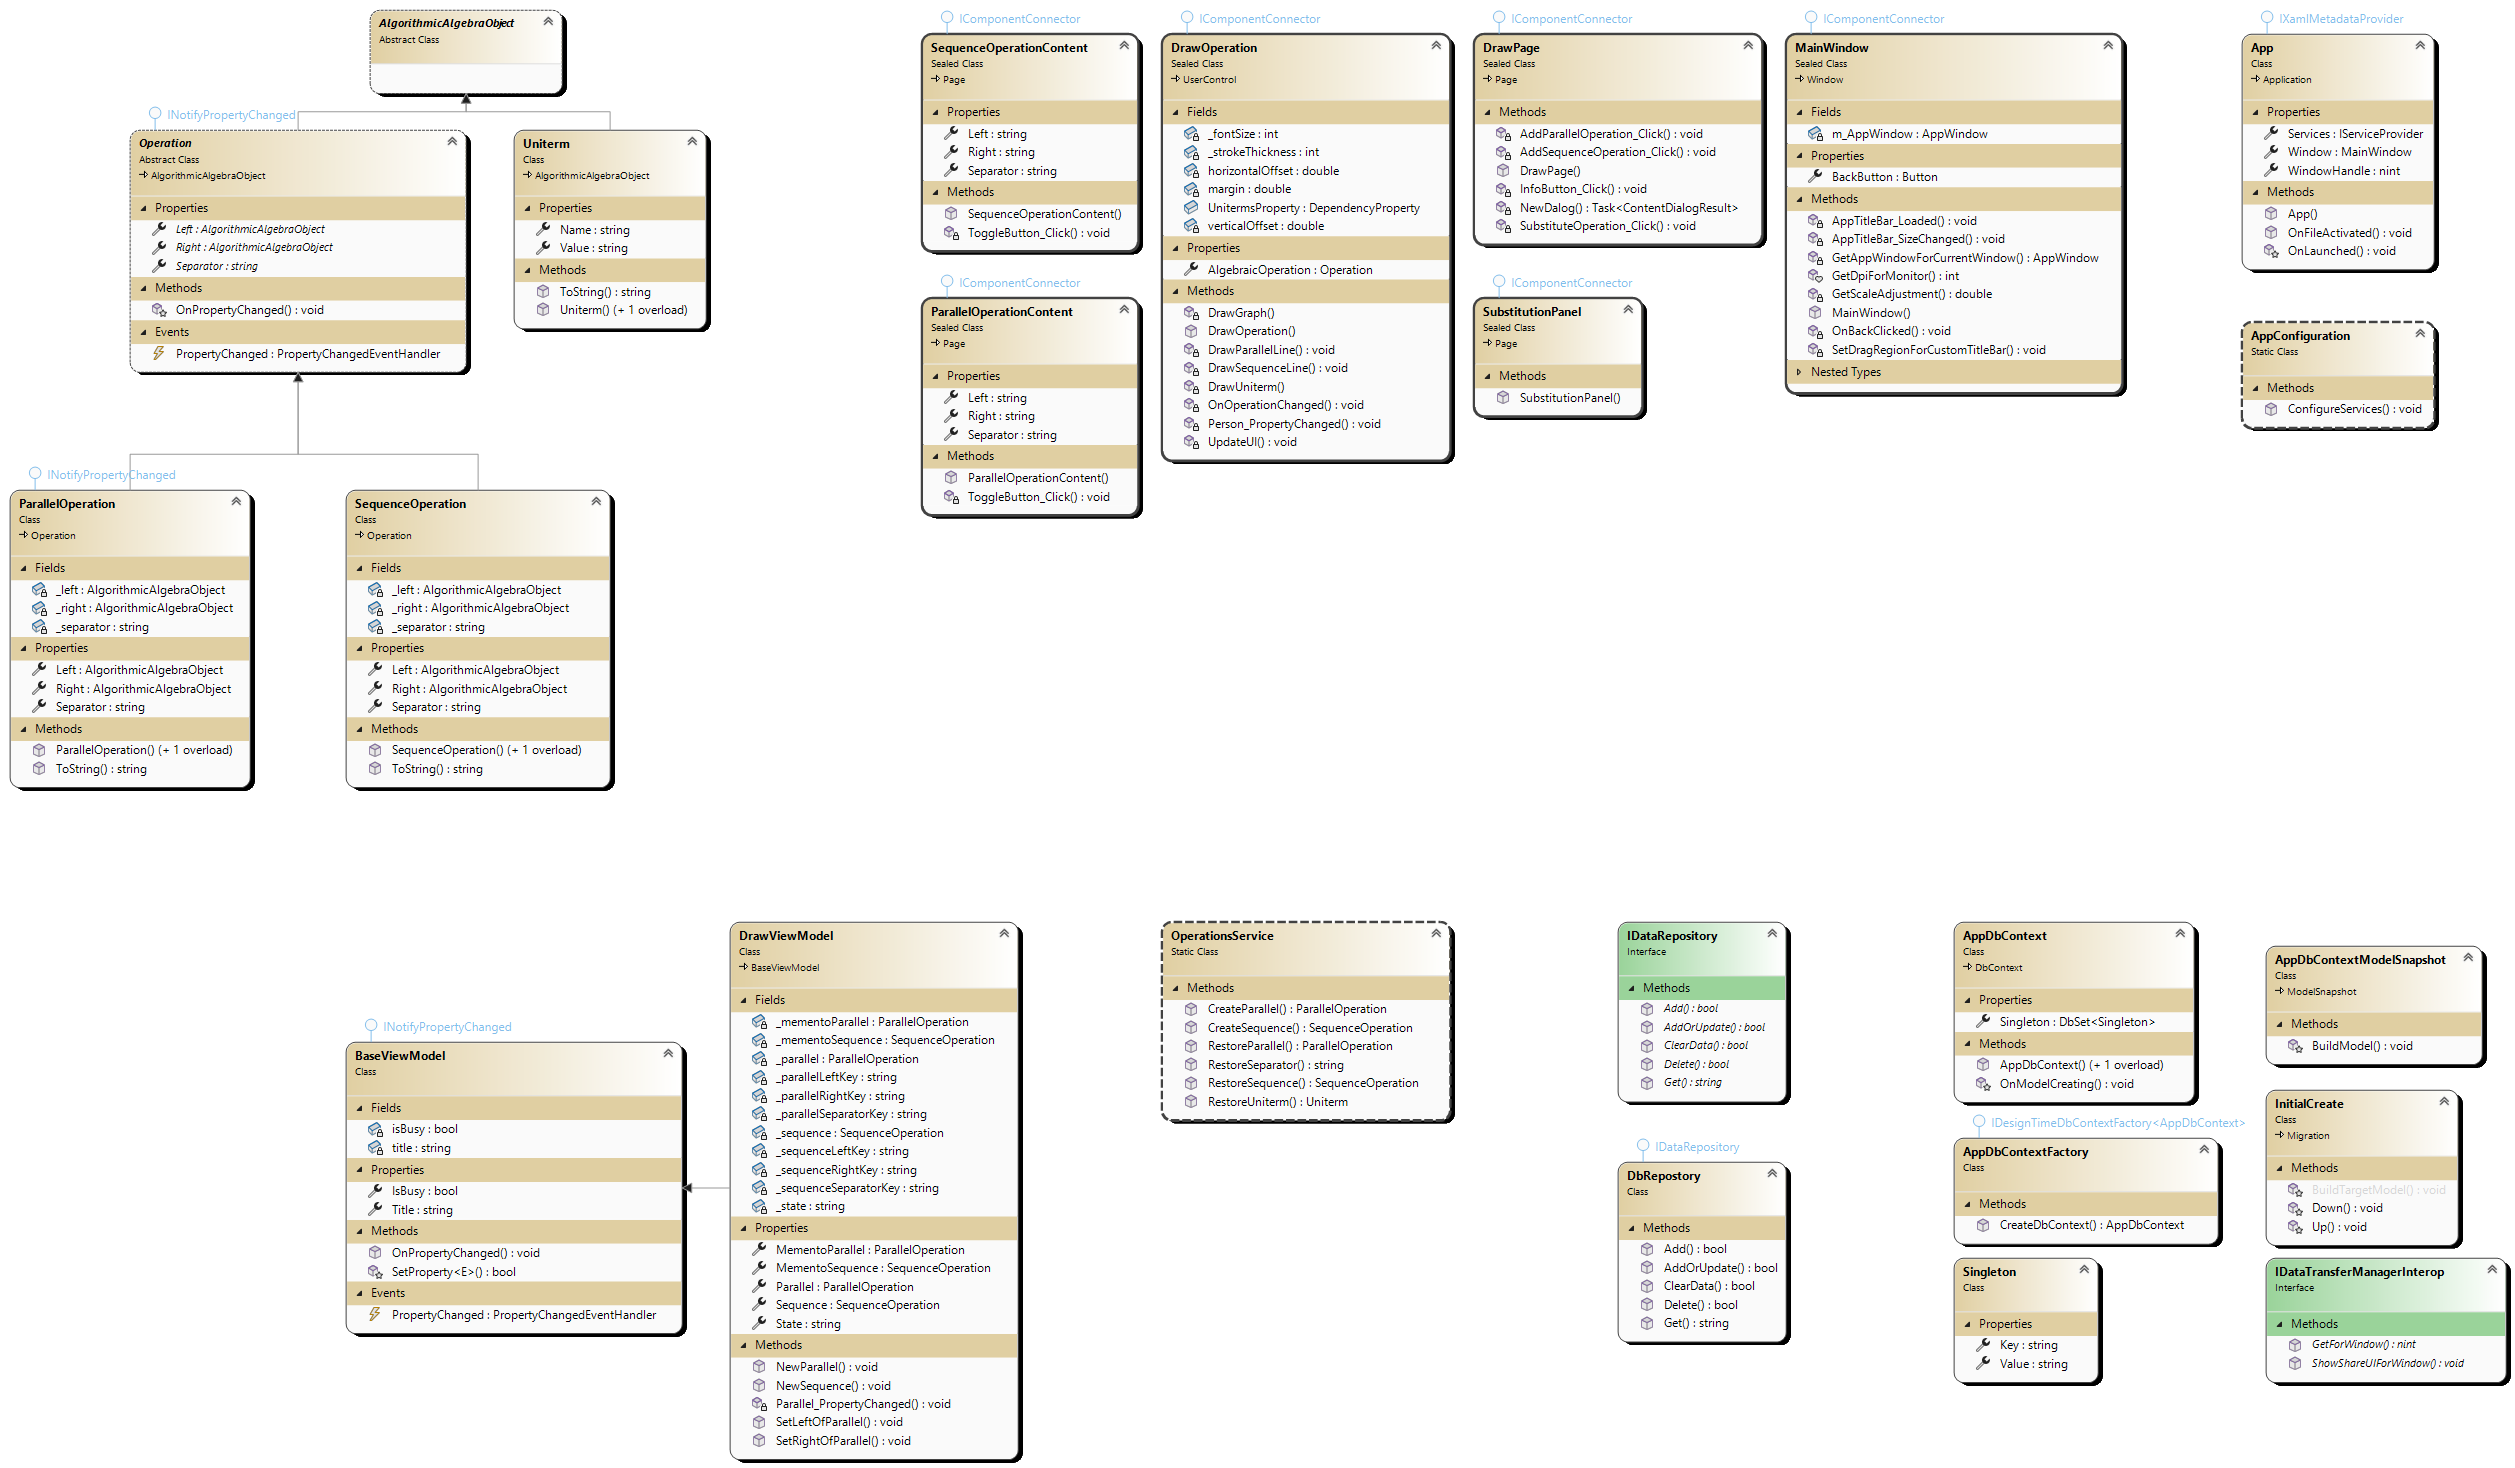 AlgorithmicAlgebraObject
Abstract Class
INotifyPropertyChanged
Operation
Abstract Class
AlgorithmicAlgebraObject
Properties
Left : AlgorithmicAlgebraObject
Right : AlgorithmicAlgebraObject
Separator : string
Methods
OnPropertyChanged() : void
Events
PropertyChanged : PropertyChangedEventHandler
Uniterm
Class
AlgorithmicAlgebraObject
Properties
Name : string
Value : string
Methods
ToString() : string
Uniterm() (+ 1 overload)
INotifyPropertyChanged
ParallelOperation
Class
Operation
Fields
_left : AlgorithmicAlgebraObject
_right : AlgorithmicAlgebraObject
_separator : string
Properties
Left : AlgorithmicAlgebraObject
Right : AlgorithmicAlgebraObject
Separator : string
Methods
ParallelOperation() (+ 1 overload)
ToString() : string
SequenceOperation
Class
Operation
Fields
_left : AlgorithmicAlgebraObject
_right : AlgorithmicAlgebraObject
_separator : string
Properties
Left : AlgorithmicAlgebraObject
Right : AlgorithmicAlgebraObject
Separator : string
Methods
SequenceOperation() (+ 1 overload)
ToString() : string
IComponentConnector
SequenceOperationContent
Sealed Class
Page
Properties
Left : string
Right : string
Separator : string
Methods
SequenceOperationContent()
ToggleButton_Click() : void
IComponentConnector
ParallelOperationContent
Sealed Class
Page
Properties
Left : string
Right : string
Separator : string
Methods
ParallelOperationContent()
ToggleButton_Click() : void
IComponentConnector
DrawOperation
Sealed Class
UserControl
Fields
_fontSize : int
_strokeThickness : int
horizontalOffset : double
margin : double
UnitermsProperty : DependencyProperty
verticalOffset : double
Properties
AlgebraicOperation : Operation
Methods
DrawGraph()
DrawOperation()
DrawParallelLine() : void
DrawSequenceLine() : void
DrawUniterm()
OnOperationChanged() : void
Person_PropertyChanged() : void
UpdateUI() : void
IComponentConnector
DrawPage
Sealed Class
Page
Methods
AddParallelOperation_Click() : void
AddSequenceOperation_Click() : void
DrawPage()
InfoButton_Click() : void
NewDalog() : Task<ContentDialogResult>
SubstituteOperation_Click() : void
IComponentConnector
SubstitutionPanel
Sealed Class
Page
Methods
SubstitutionPanel()
IComponentConnector
MainWindow
Sealed Class
Window
Fields
m_AppWindow : AppWindow
Properties
BackButton : Button
Methods
AppTitleBar_Loaded() : void
AppTitleBar_SizeChanged() : void
GetAppWindowForCurrentWindow() : AppWindow
GetDpiForMonitor() : int
GetScaleAdjustment() : double
MainWindow()
OnBackClicked() : void
SetDragRegionForCustomTitleBar() : void
Nested Types
IXamlMetadataProvider
App
Class
Application
Properties
Services : IServiceProvider
Window : MainWindow
WindowHandle : nint
Methods
App()
OnFileActivated() : void
OnLaunched() : void
AppConfiguration
Static Class
Methods
ConfigureServices() : void
INotifyPropertyChanged
BaseViewModel
Class
Fields
isBusy : bool
title : string
Properties
IsBusy : bool
Title : string
Methods
OnPropertyChanged() : void
SetProperty<E>() : bool
Events
PropertyChanged : PropertyChangedEventHandler
DrawViewModel
Class
BaseViewModel
Fields
_mementoParallel : ParallelOperation
_mementoSequence : SequenceOperation
_parallel : ParallelOperation
_parallelLeftKey : string
_parallelRightKey : string
_parallelSeparatorKey : string
_sequence : SequenceOperation
_sequenceLeftKey : string
_sequenceRightKey : string
_sequenceSeparatorKey : string
_state : string
Properties
MementoParallel : ParallelOperation
MementoSequence : SequenceOperation
Parallel : ParallelOperation
Sequence : SequenceOperation
State : string
Methods
NewParallel() : void
NewSequence() : void
Parallel_PropertyChanged() : void
SetLeftOfParallel() : void
SetRightOfParallel() : void
OperationsService
Static Class
Methods
CreateParallel() : ParallelOperation
CreateSequence() : SequenceOperation
RestoreParallel() : ParallelOperation
RestoreSeparator() : string
RestoreSequence() : SequenceOperation
RestoreUniterm() : Uniterm
IDataRepository
Interface
Methods
Add() : bool
AddOrUpdate() : bool
ClearData() : bool
Delete() : bool
Get() : string
IDataRepository
DbRepostory
Class
Methods
Add() : bool
AddOrUpdate() : bool
ClearData() : bool
Delete() : bool
Get() : string
AppDbContext
Class
DbContext
Properties
Singleton : DbSet<Singleton>
Methods
AppDbContext() (+ 1 overload)
OnModelCreating() : void
IDesignTimeDbContextFactory<AppDbContext>
AppDbContextFactory
Class
Methods
CreateDbContext() : AppDbContext
Singleton
Class
Properties
Key : string
Value : string
AppDbContextModelSnapshot
Class
ModelSnapshot
Methods
BuildModel() : void
InitialCreate
Class
Migration
Methods
BuildTargetModel() : void
Down() : void
Up() : void
IDataTransferManagerInterop
Interface
Methods
GetForWindow() : nint
ShowShareUIForWindow() : void